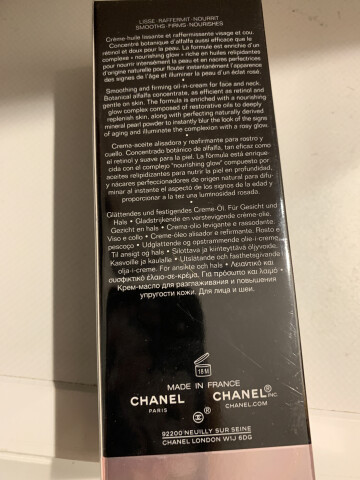 LISSE·RAFFERMIT·NOURRIT
SMOOTHS·FIRMS·NOURISHES
Crème huile lissante et raffermissante visage et cou.
Concentré botanique d'alfalfa aussi efficace que le
rétinol et doux pour la peau. La formule est enrichie d'un
complexe « nourishing glow » riche en huiles relipidantes
pour nourrir intensément la peau et en nacres perfectrices
d'origine naturelle pour flouter instantanément l'apparence
des signes de l'âge et illuminer la peau d'un éclat rosé.
Smoothing and firming oil-in-cream for face and neck.
Botanical alfalfa concentrate, as efficient as retinol and
gentle on skin. The formula is enriched with a nourishing
glow complex composed of restorative oils to deeply
replenish skin, along with perfecting naturally derived
mineral pearl powder to instantly blur the look of the signs
of aging and illuminate the complexion with a rosy glow.
Crema-aceite alisadora y reafirmante para rostro y
cuello. Concentrado botánico de alfalfa, tan eficaz como
el retinol y suave para la piel. La fórmula está enrique-
cida con el complejo "nourishing glow" compuesto por
aceites relipidizantes para nutrir la piel en profundidad,
y nácares perfeccionadores de origen natural para difu-
minar al instante el aspecto de los signos de la edad y
proporcionar a la tez una luminosidad rosada.
Glättendes und festigendes Creme-Öl. Für Gesicht und
Hals • Gladstrijkende en verstevigende crème-olie.
Gezicht en hals • Crema-olio levigante e rassodante.
Viso e collo • Creme-óleo alisador e refirmante. Rosto e
pescoço • Udglattende og opstrammende olie-i-creme.
Til ansigt og hals • Silottava ja kiinteyttävä öljyvoide.
Kasvoille ja kaulalle • Utslätande och fasthetsgivande
olja-i-creme. För ansikte och hals • Λειαντικό και
συσφικτικό έλαιο-σε-κρέμα. Για πρόσωπο και λαιμό •
Крем-масло для разглаживания и повышения
упругости кожи. Для лица и шеи.
18 M
MADE IN FRANCE
CHANEL CHANEL® INC.
PARIS CHANEL.COM
®
92200 NEUILLY SUR SEINE
CHANEL LONDON W1J 6DG